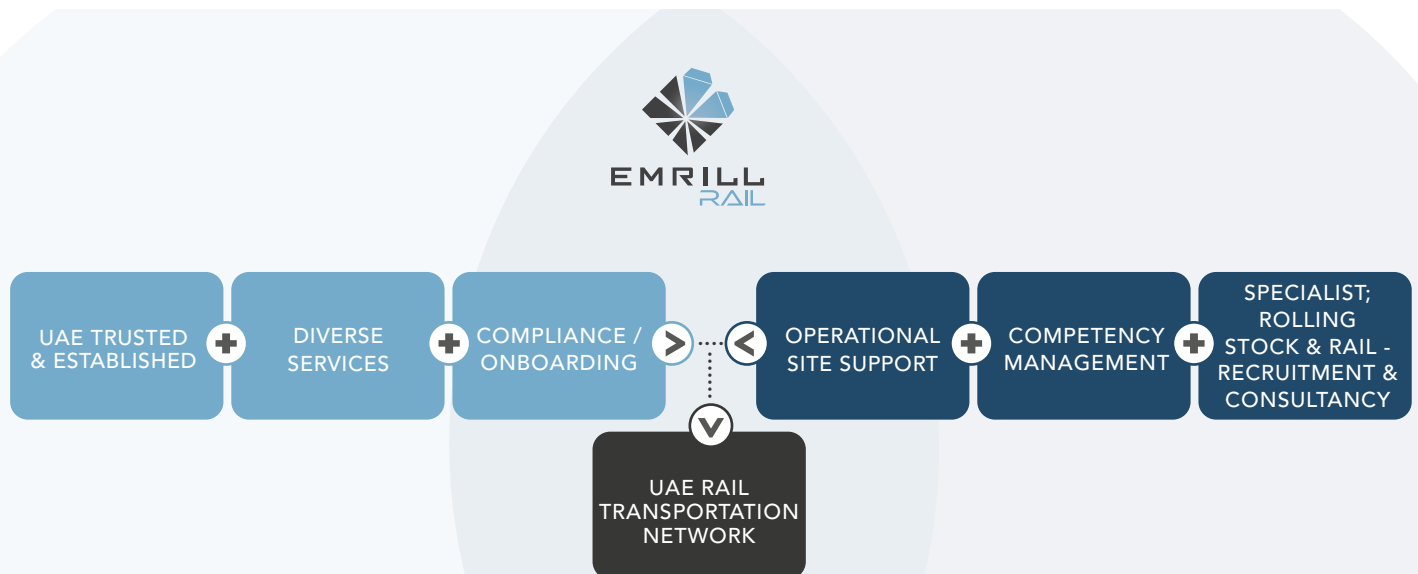 EMRILL
RAIL
UAE TRUSTED
& ESTABLISHED
DIVERSE
SERVICES
COMPLIANCE /
ONBOARDING
OPERATIONAL
SITE SUPPORT
COMPETENCY
MANAGEMENT
SPECIALIST;
ROLLING
STOCK & RAIL -
RECRUITMENT &
CONSULTANCY
UAE RAIL
TRANSPORTATION
NETWORK